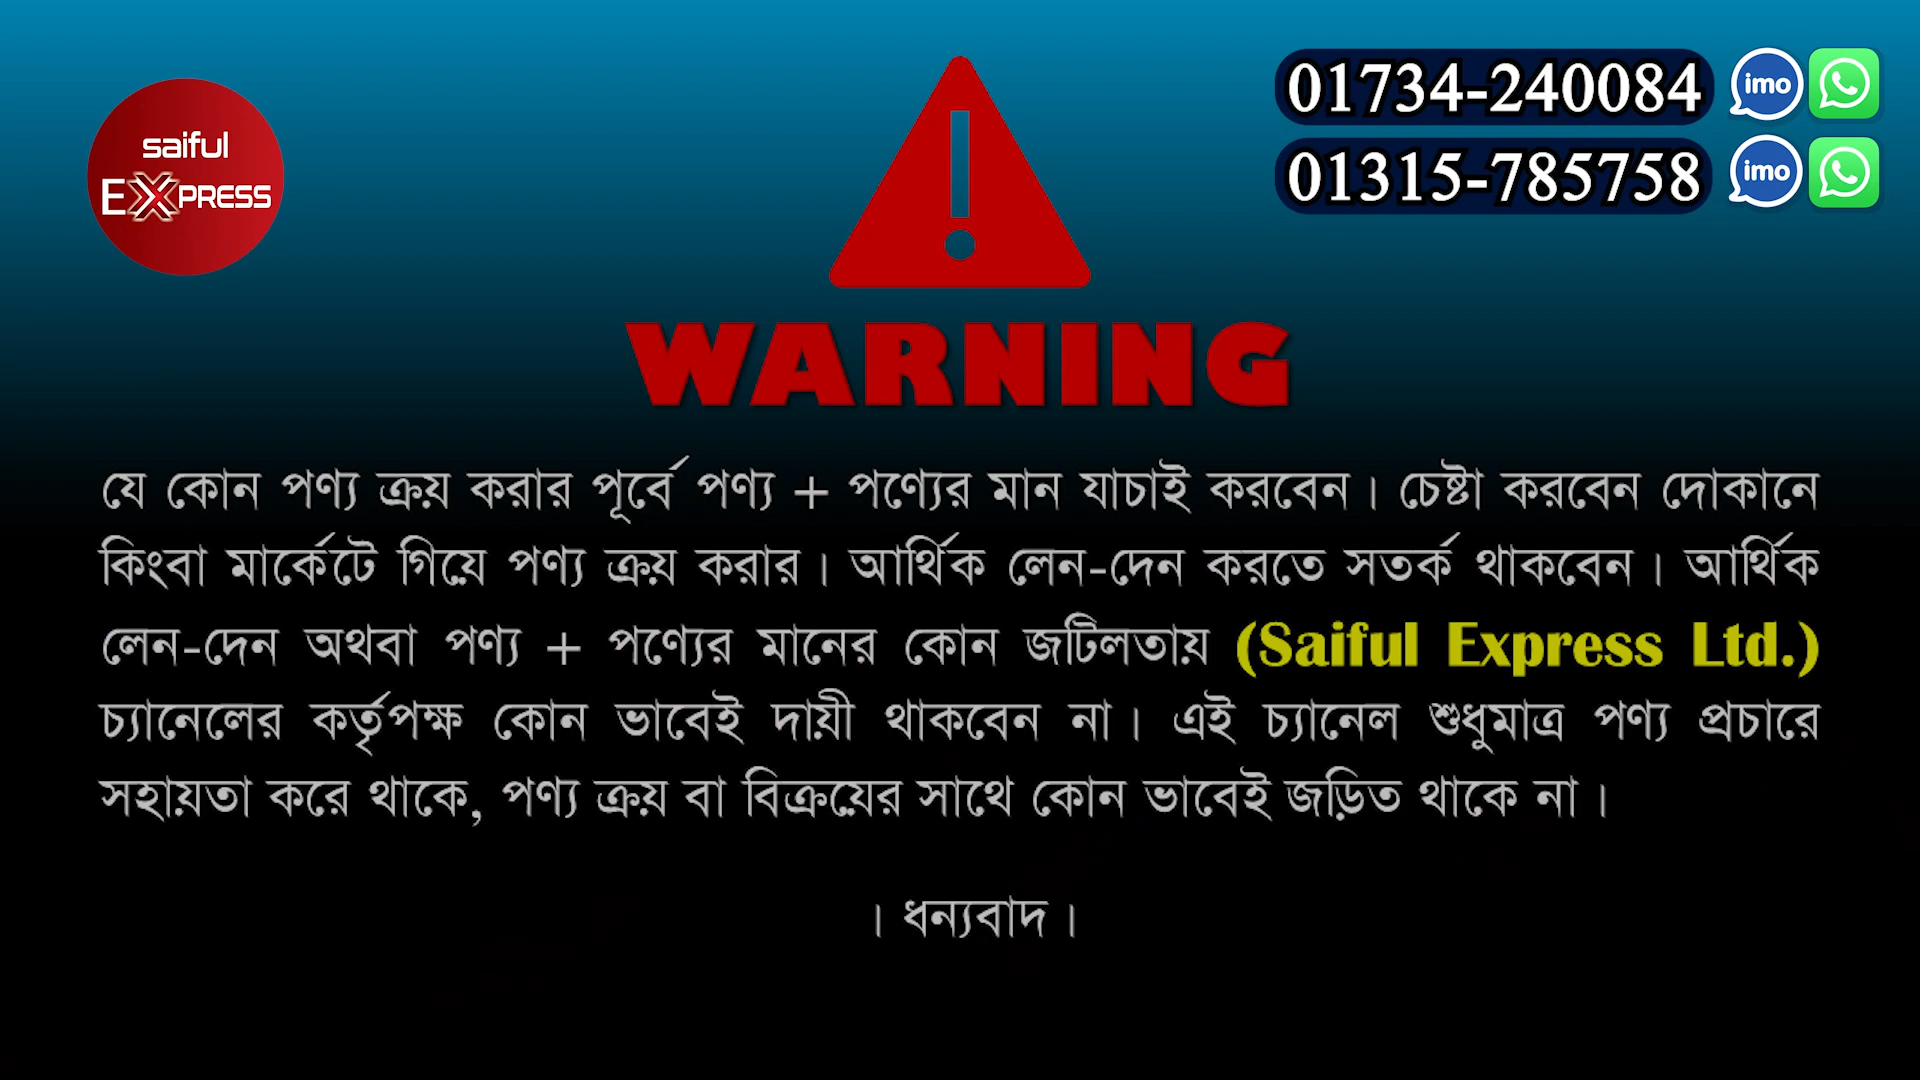 saiful
EXPRESS
01734-240084 imo
01315-785758 imo
WARNING
যে কোন পণ্য ক্রয় করার পূর্বে পণ্য + পণ্যের মান যাচাই করবেন। চেষ্টা করবেন দোকানে
কিংবা মার্কেটে গিয়ে পণ্য ক্রয় করার। আর্থিক লেন-দেন করতে সতর্ক থাকবেন। আর্থিক
লেন-দেন অথবা পণ্য + পণ্যের মানের কোন জটিলতায় (Saiful Express Ltd.)
চ্যানেলের কর্তৃপক্ষ কোন ভাবেই দায়ী থাকবেন না। এই চ্যানেল শুধুমাত্র পণ্য প্রচারে
সহায়তা করে থাকে, পণ্য ক্রয় বা বিক্রয়ের সাথে কোন ভাবেই জড়িত থাকে না।
। ধন্যবাদ।